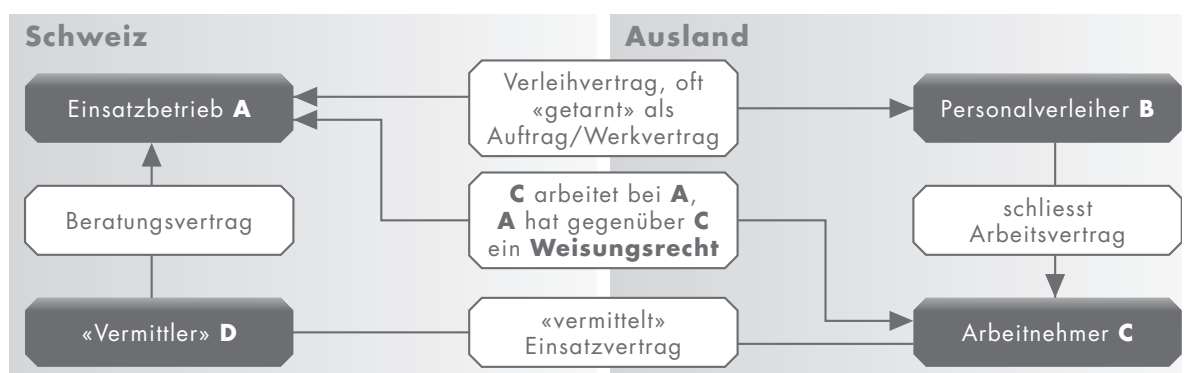 Schweiz
Ausland
Einsatzbetrieb A
Verleihvertrag, oft
«getarnt» als
Auftrag/Werkvertrag
Personalverleiher B
Beratungsvertrag
C arbeitet bei A,
A hat gegenüber C
ein Weisungsrecht
schliesst
Arbeitsvertrag
«Vermittler» D
«vermittelt»
Einsatzvertrag
Arbeitnehmer C